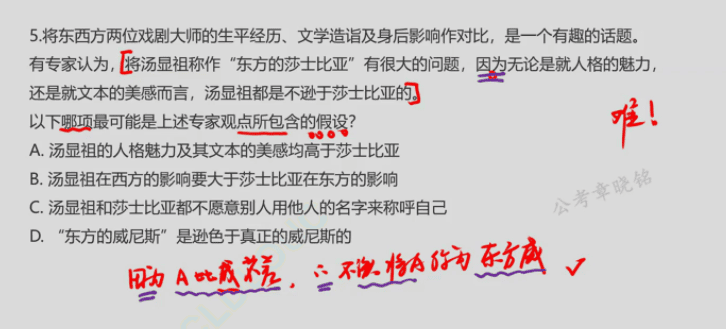 5.将东西方两位戏剧大师的生平经历、文学造诣及身后影响作对比，是一个有趣的话题。
有专家认为，将汤显祖称作“东方的莎士比亚”有很大的问题，因为无论是就人格的魅力，
还是就文本的美感而言，汤显祖都是不逊于莎士比亚的。
以下哪项最可能是上述专家观点所包含的假设？
难！
A. 汤显祖的人格魅力及其文本的美感均高于莎士比亚
B. 汤显祖在西方的影响要大于莎士比亚在东方的影响
公考章晓铭
C. 汤显祖和莎士比亚都不愿意别人用他人的名字来称呼自己
D. “东方的威尼斯”是逊色于真正的威尼斯的
因为 A 比 差，∴ 不 将A称为 东方威 ✓